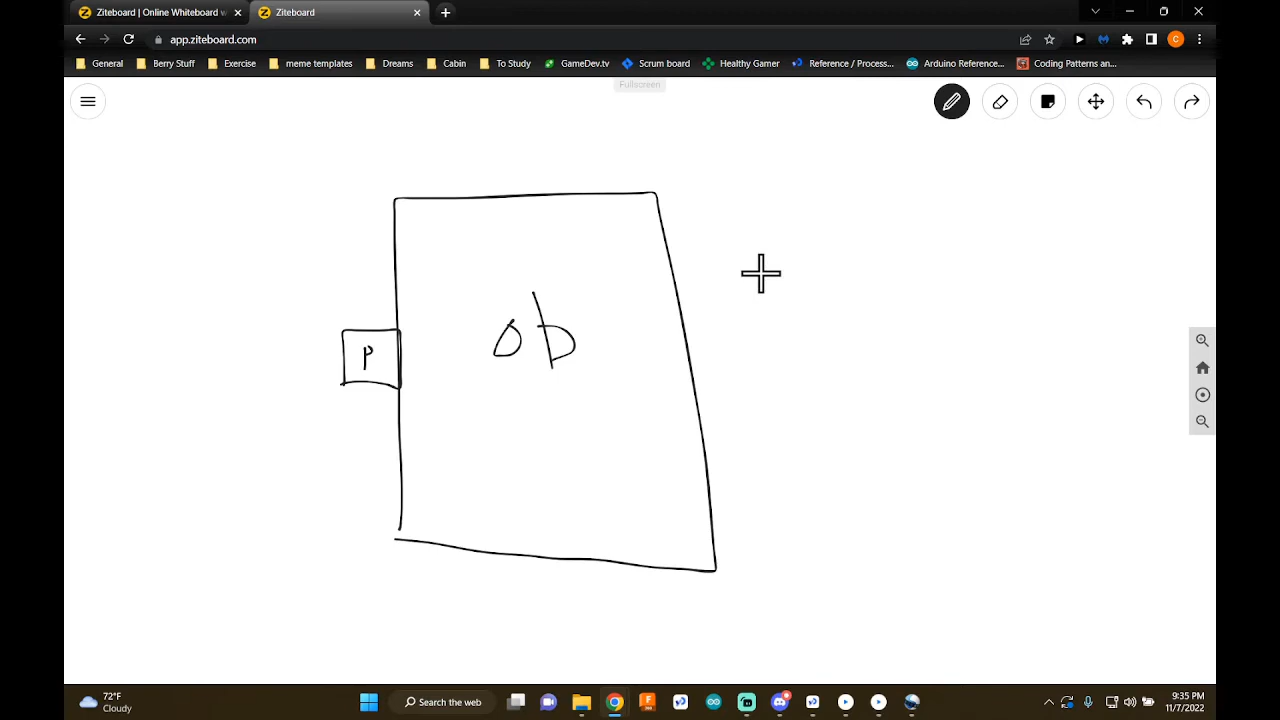 Ziteboard | Online Whiteboard w
Ziteboard
app.ziteboard.com
General
Berry Stuff
Exercise
meme templates
Dreams
Cabin
To Study
GameDev.tv
Scrum board
Healthy Gamer
Reference / Process...
Arduino Reference...
Coding Patterns an...
Fullscreen
C
P
ob
72°F
Cloudy
Search the web
9:35 PM
11/7/2022